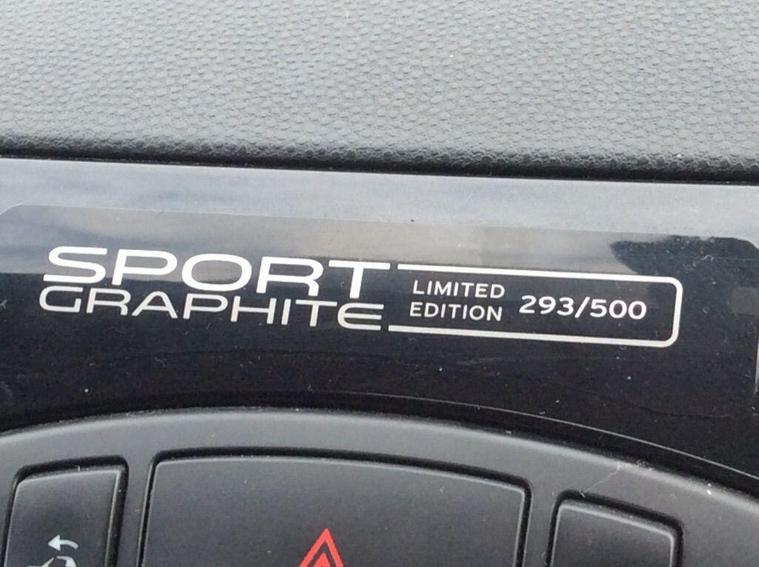 SPORT
GRAPHITE
LIMITED
EDITION
293/500